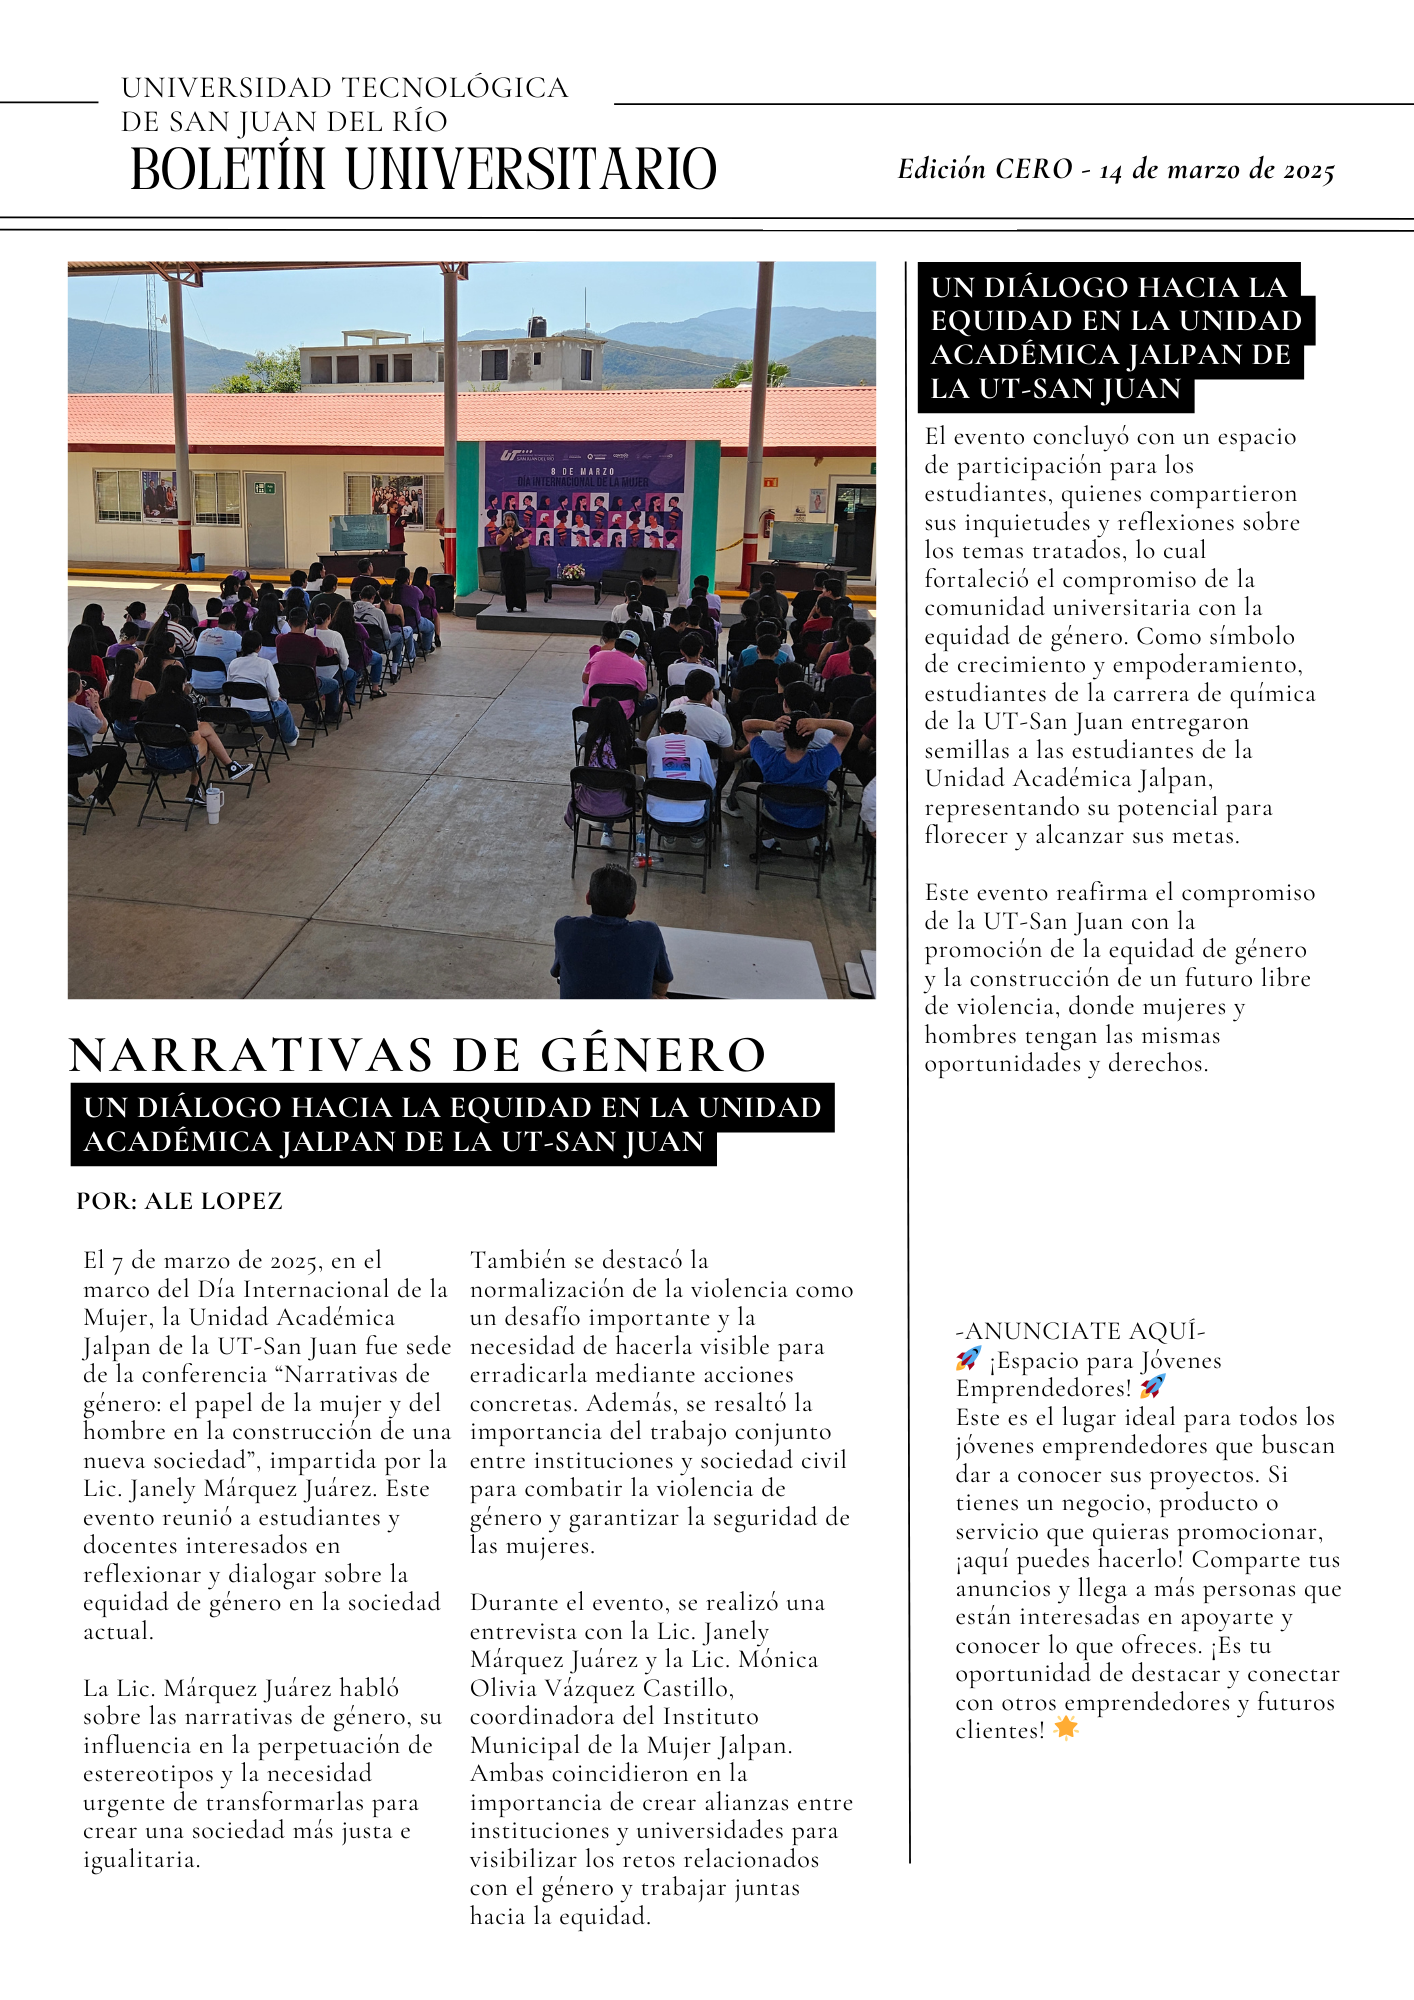 UNIVERSIDAD TECNOLÓGICA
DE SAN JUAN DEL RÍO
BOLETÍN UNIVERSITARIO
Edición CERO - 14 de marzo de 2025
UT
SAN JUAN DEL RÍO
8 DE MARZO
DÍA INTERNACIONAL DE LA MUJER
NARRATIVAS DE GÉNERO
UN DIÁLOGO HACIA LA EQUIDAD EN LA UNIDAD
ACADÉMICA JALPAN DE LA UT-SAN JUAN
POR: ALE LOPEZ
El 7 de marzo de 2025, en el
marco del Día Internacional de la
Mujer, la Unidad Académica
Jalpan de la UT-San Juan fue sede
de la conferencia “Narrativas de
género: el papel de la mujer y del
hombre en la construcción de una
nueva sociedad”, impartida por la
Lic. Janely Márquez Juárez. Este
evento reunió a estudiantes y
docentes interesados en
reflexionar y dialogar sobre la
equidad de género en la sociedad
actual.
La Lic. Márquez Juárez habló
sobre las narrativas de género, su
influencia en la perpetuación de
estereotipos y la necesidad
urgente de transformarlas para
crear una sociedad más justa e
igualitaria.
También se destacó la
normalización de la violencia como
un desafío importante y la
necesidad de hacerla visible para
erradicarla mediante acciones
concretas. Además, se resaltó la
importancia del trabajo conjunto
entre instituciones y sociedad civil
para combatir la violencia de
género y garantizar la seguridad de
las mujeres.
Durante el evento, se realizó una
entrevista con la Lic. Janely
Márquez Juárez y la Lic. Mónica
Olivia Vázquez Castillo,
coordinadora del Instituto
Municipal de la Mujer Jalpan.
Ambas coincidieron en la
importancia de crear alianzas entre
instituciones y universidades para
visibilizar los retos relacionados
con el género y trabajar juntas
hacia la equidad.
UN DIÁLOGO HACIA LA
EQUIDAD EN LA UNIDAD
ACADÉMICA JALPAN DE
LA UT-SAN JUAN
El evento concluyó con un espacio
de participación para los
estudiantes, quienes compartieron
sus inquietudes y reflexiones sobre
los temas tratados, lo cual
fortaleció el compromiso de la
comunidad universitaria con la
equidad de género. Como símbolo
de crecimiento y empoderamiento,
estudiantes de la carrera de química
de la UT-San Juan entregaron
semillas a las estudiantes de la
Unidad Académica Jalpan,
representando su potencial para
florecer y alcanzar sus metas.
Este evento reafirma el compromiso
de la UT-San Juan con la
promoción de la equidad de género
y la construcción de un futuro libre
de violencia, donde mujeres y
hombres tengan las mismas
oportunidades y derechos.
-ANUNCIATE AQUÍ-
🚀 ¡Espacio para Jóvenes
Emprendedores! 🚀
Este es el lugar ideal para todos los
jóvenes emprendedores que buscan
dar a conocer sus proyectos. Si
tienes un negocio, producto o
servicio que quieras promocionar,
¡aquí puedes hacerlo! Comparte tus
anuncios y llega a más personas que
están interesadas en apoyarte y
conocer lo que ofreces. ¡Es tu
oportunidad de destacar y conectar
con otros emprendedores y futuros
clientes! 🌟